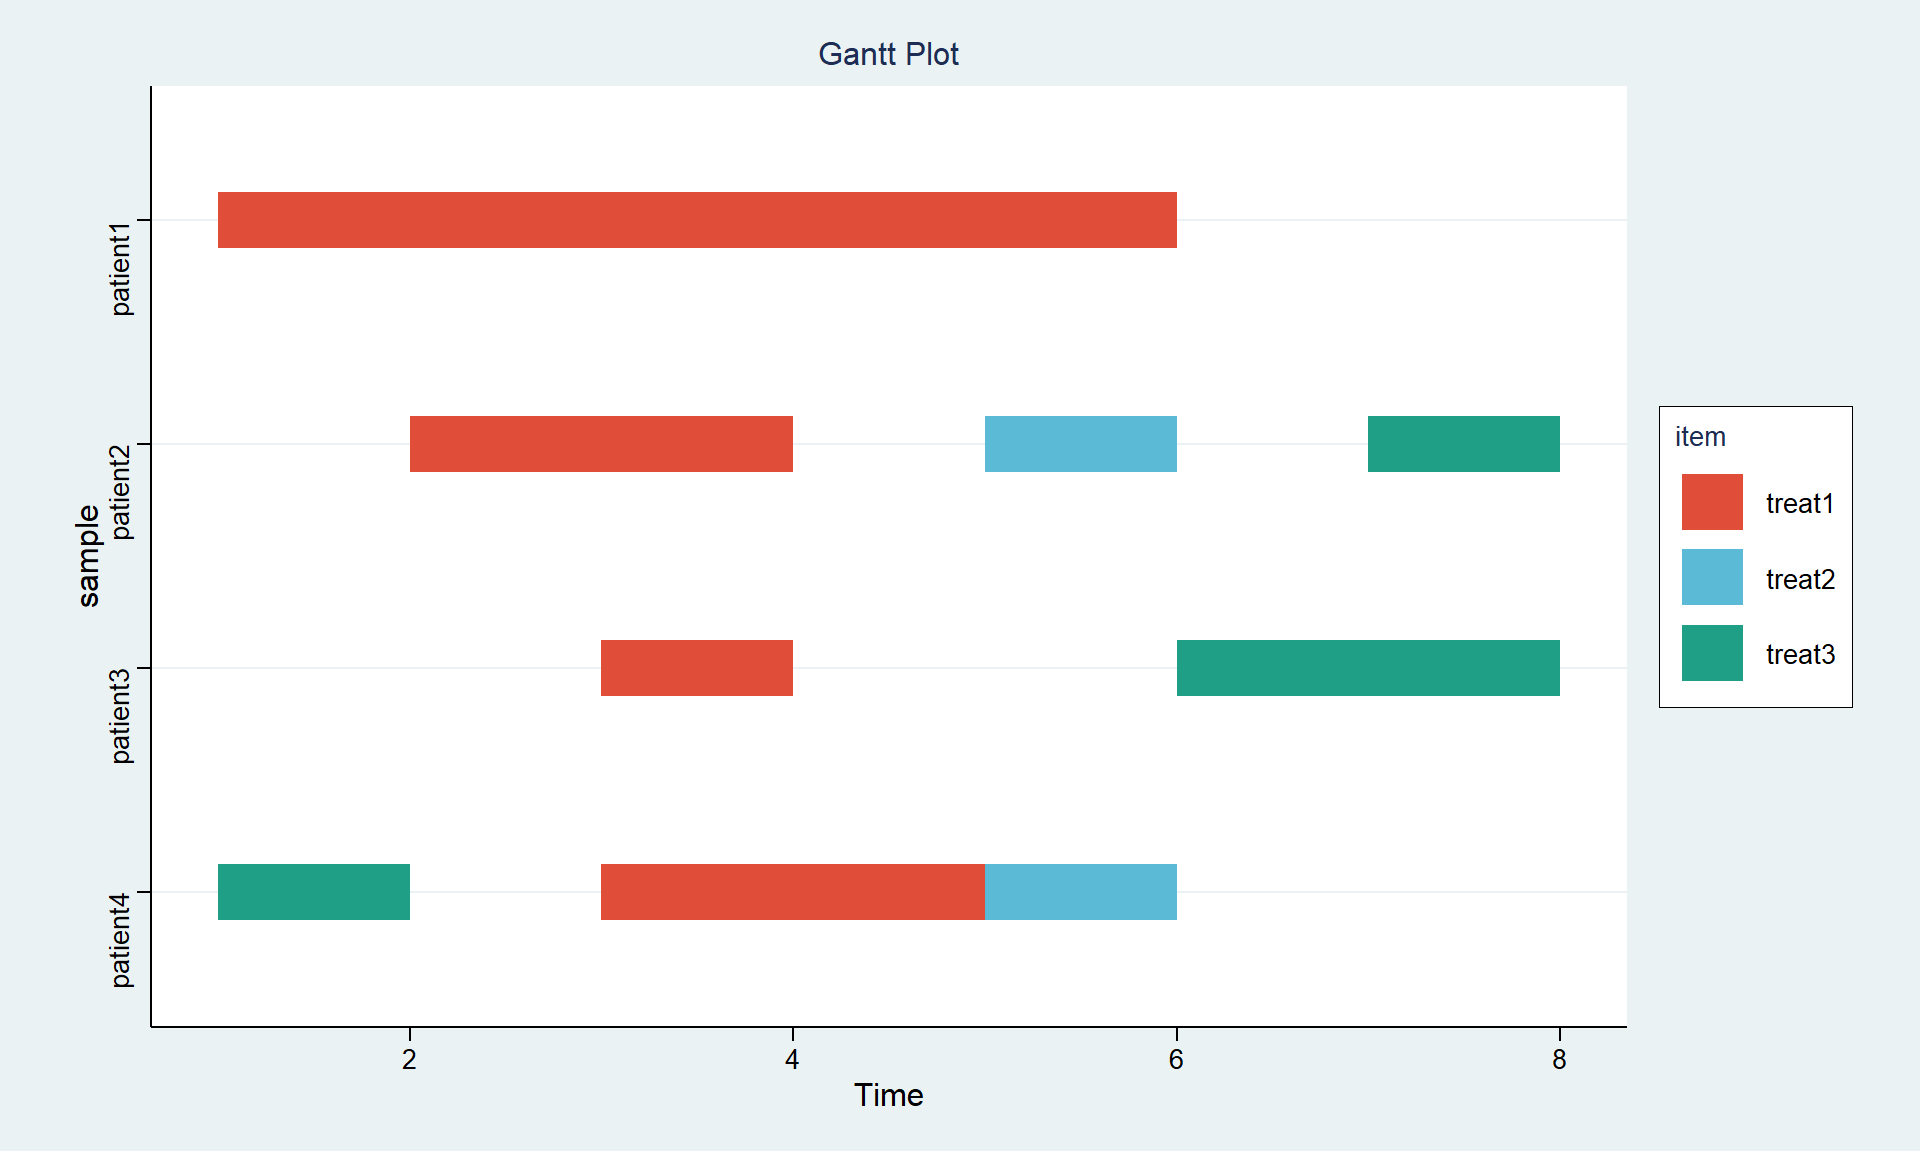 Gantt Plot
sample
patient1
patient2
patient3
patient4
2 4 6 8
Time
item
treat1
treat2
treat3